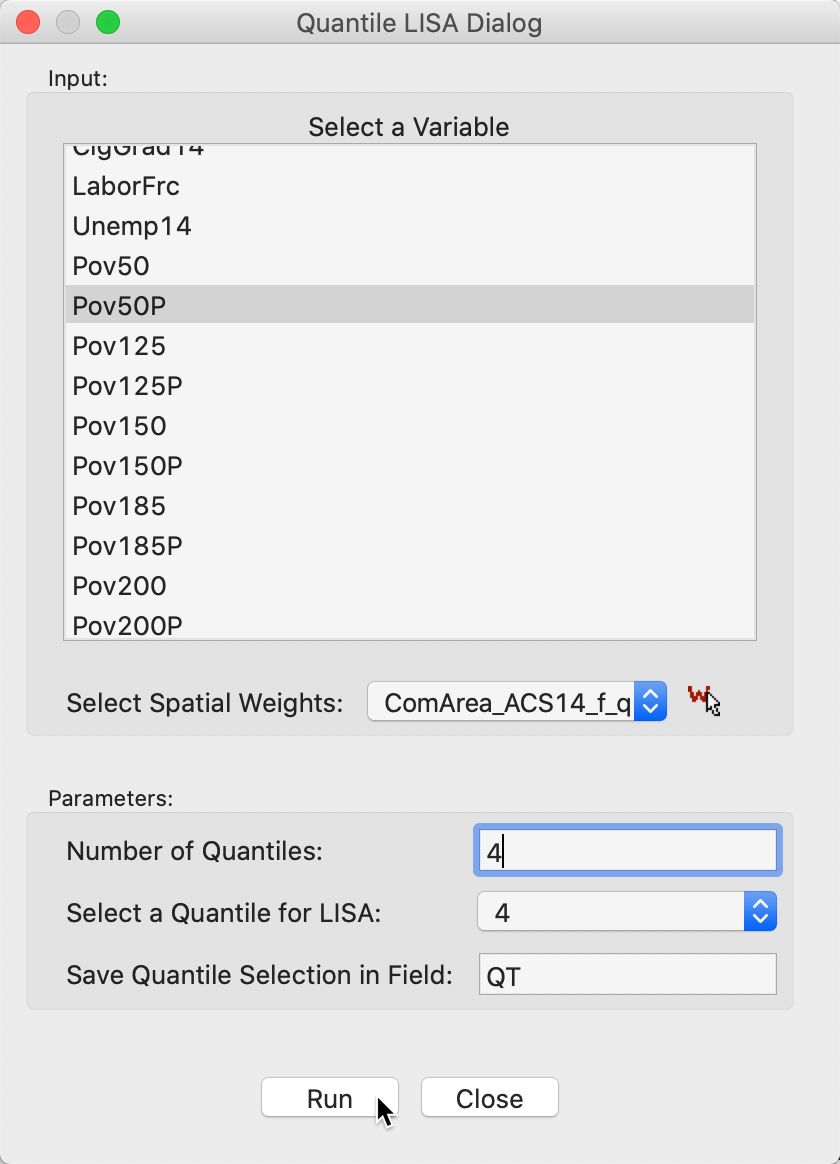 Quantile LISA Dialog
Input:
Select a Variable
LaborFrc
Unemp14
Pov50
Pov50P
Pov125
Pov125P
Pov150
Pov150P
Pov185
Pov185P
Pov200
Pov200P
Select Spatial Weights: ComArea_ACS14_f_q
Parameters:
Number of Quantiles: 4
Select a Quantile for LISA: 4
Save Quantile Selection in Field: QT
Run Close